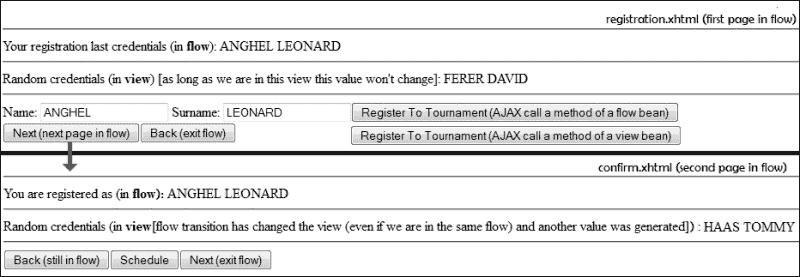 registration.xhtml (first page in flow)
Your registration last credentials (in flow): ANGHEL LEONARD
Random credentials (in view) [as long as we are in this view this value won't change]: FERER DAVID
Name: ANGHEL Surname: LEONARD Register To Tournament (AJAX call a method of a flow bean)
Next (next page in flow) Back (exit flow) Register To Tournament (AJAX call a method of a view bean)
confirm.xhtml (second page in flow)
You are registered as (in flow): ANGHEL LEONARD
Random credentials (in view[flow transition has changed the view (even if we are in the same flow) and another value was generated]) : HAAS TOMMY
Back (still in flow) Schedule Next (exit flow)